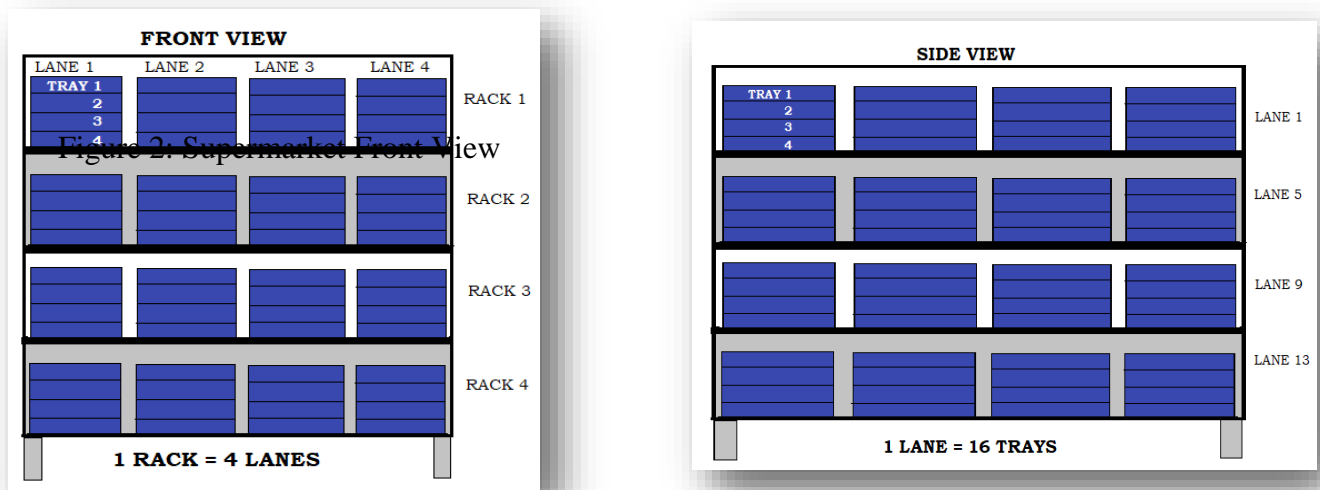 FRONT VIEW
LANE 1 LANE 2 LANE 3 LANE 4
TRAY 1
2
3
4
RACK 1
Figure 2: Supermarket Front View
RACK 2
RACK 3
RACK 4
1 RACK = 4 LANES
SIDE VIEW
TRAY 1
2
3
4
LANE 1
LANE 5
LANE 9
LANE 13
1 LANE = 16 TRAYS